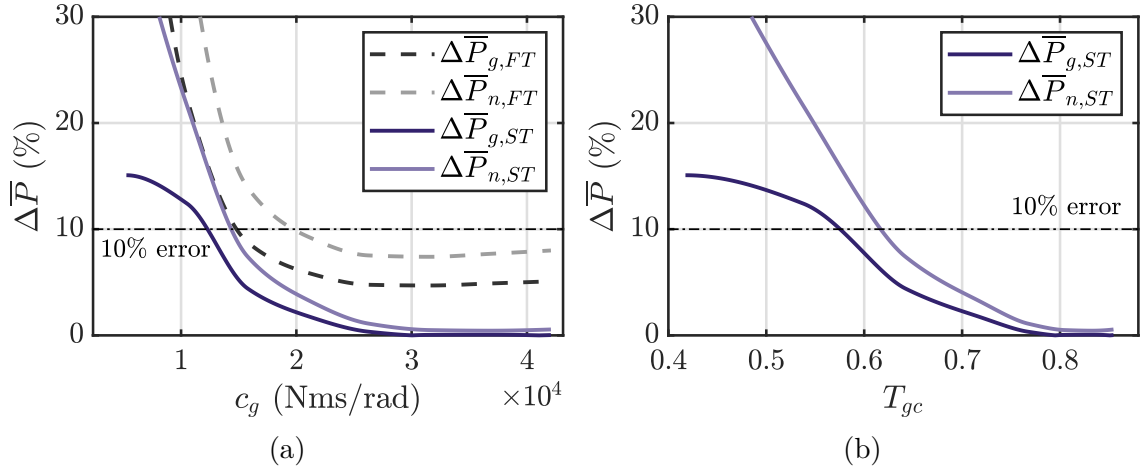 30
20
10
0
ΔP̅ (%)
ΔP̅g,FT
ΔP̅n,FT
ΔP̅g,ST
ΔP̅n,ST
10% error
1
2
3
4
×10⁴
c_g (Nms/rad)
(a)
30
20
10
0
ΔP̅ (%)
ΔP̅g,ST
ΔP̅n,ST
10% error
0.4
0.5
0.6
0.7
0.8
T_gc
(b)